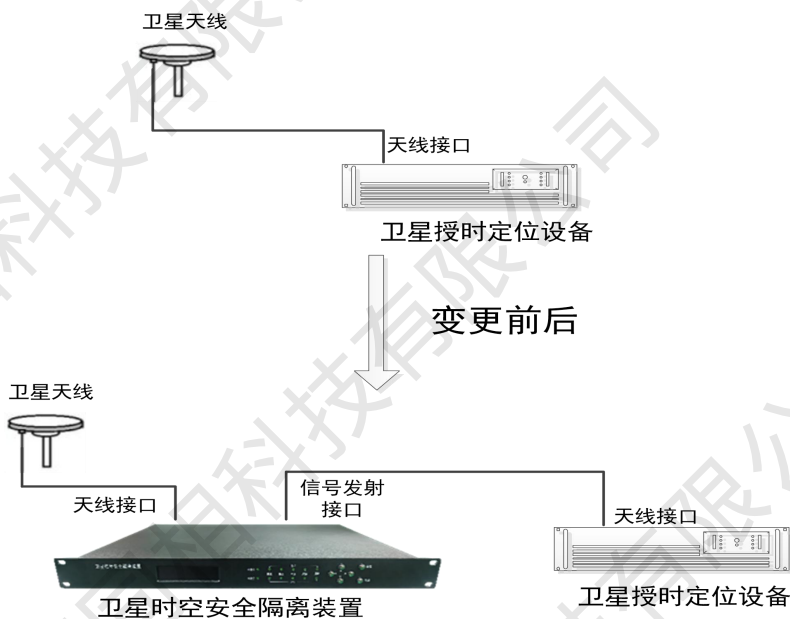 卫星天线
天线接口
卫星授时定位设备
变更前后
卫星天线
天线接口
信号发射
接口
天线接口
卫星时空安全隔离装置
卫星授时定位设备